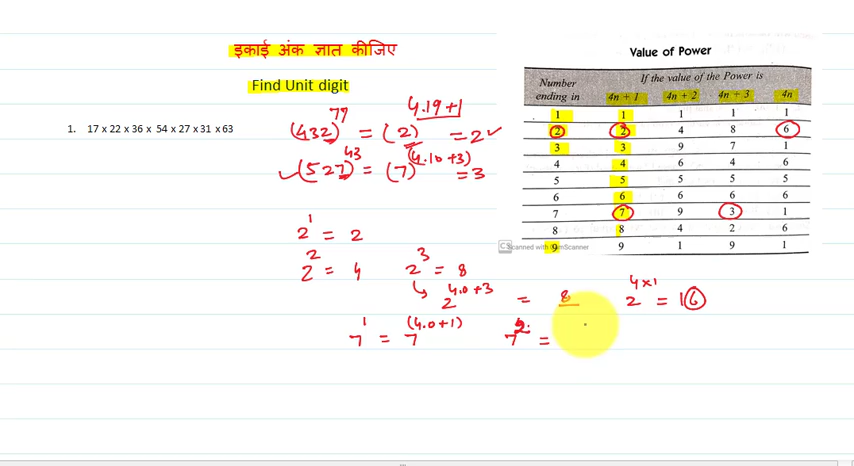 इकाई अंक ज्ञात कीजिए
Find Unit digit
1. 17 x 22 x 36 x 54 x 27 x 31 x 63
(432)^77 = (2)^4.19+1 = 2 ✓
✓(527)^43 = (7)^(4.10+3) = 3
2^1 = 2
2^2 = 4 2^3 = 8
↳ 2^4.0+3 = 8 2^4x1 = 16
7^1 = 7^(4.0+1) 7^2 =
Value of Power
Number ending in If the value of the Power is
4n + 1 4n + 2 4n + 3 4n
1 1 1 1 1
2 2 4 8 6
3 3 9 7 1
4 4 6 4 6
5 5 5 5 5
6 6 6 6 6
7 7 9 3 1
8 8 4 2 6
9 9 1 9 1
CS Scanned with CamScanner